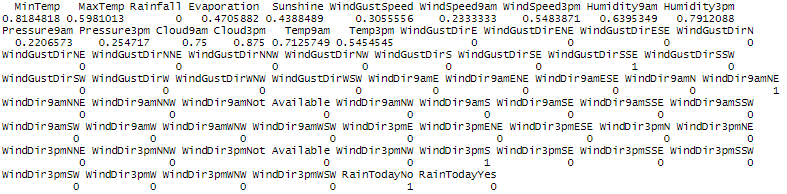 MinTemp MaxTemp Rainfall Evaporation Sunshine WindGustSpeed WindSpeed9am WindSpeed3pm Humidity9am Humidity3pm
0.8184818 0.5981013 0 0.4705882 0.4388489 0.3055556 0.2333333 0.5483871 0.6395349 0.7912088
Pressure9am Pressure3pm Cloud9am Cloud3pm Temp9am Temp3pm WindGustDirE WindGustDirENE WindGustDirESE WindGustDirN
0.2206573 0.254717 0.75 0.875 0.7125749 0.5454545 0 0 0 0
WindGustDirNE WindGustDirNNE WindGustDirNNW WindGustDirNW WindGustDirS WindGustDirSE WindGustDirSSE WindGustDirSSW
0 0 0 0 0 0 1 0
WindGustDirSW WindGustDirW WindGustDirWNW WindGustDirWSW WindDir9amE WindDir9amENE WindDir9amESE WindDir9amN WindDir9amNE
0 0 0 0 0 0 0 0 1
WindDir9amNNE WindDir9amNNW WindDir9amNot Available WindDir9amNW WindDir9amS WindDir9amSE WindDir9amSSE WindDir9amSSW
0 0 0 0 0 0 0 0
WindDir9amSW WindDir9amW WindDir9amWNW WindDir9amWSW WindDir3pmE WindDir3pmENE WindDir3pmESE WindDir3pmN WindDir3pmNE
0 0 0 0 0 0 0 0 0
WindDir3pmNNE WindDir3pmNNW WindDir3pmNot Available WindDir3pmNW WindDir3pmS WindDir3pmSE WindDir3pmSSE WindDir3pmSSW
0 0 0 0 1 0 0 0
WindDir3pmSW WindDir3pmW WindDir3pmWNW WindDir3pmWSW RainTodayNo RainTodayYes
0 0 0 0 1 0